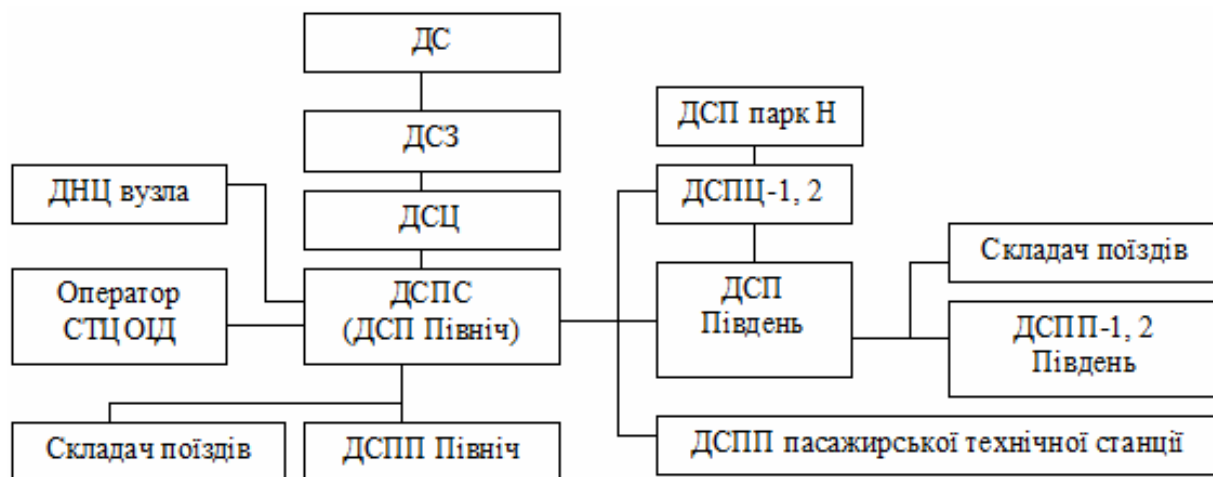 ДС
ДСП парк Н
ДСЗ
ДНЦ вузла
ДСПЦ-1, 2
ДСЦ
Складач поїздів
Оператор
СТЦ ОІД
ДСПС
(ДСП Північ)
ДСП
Південь
ДСПП-1, 2
Південь
Складач поїздів
ДСПП Північ
ДСПП пасажирської технічної станції